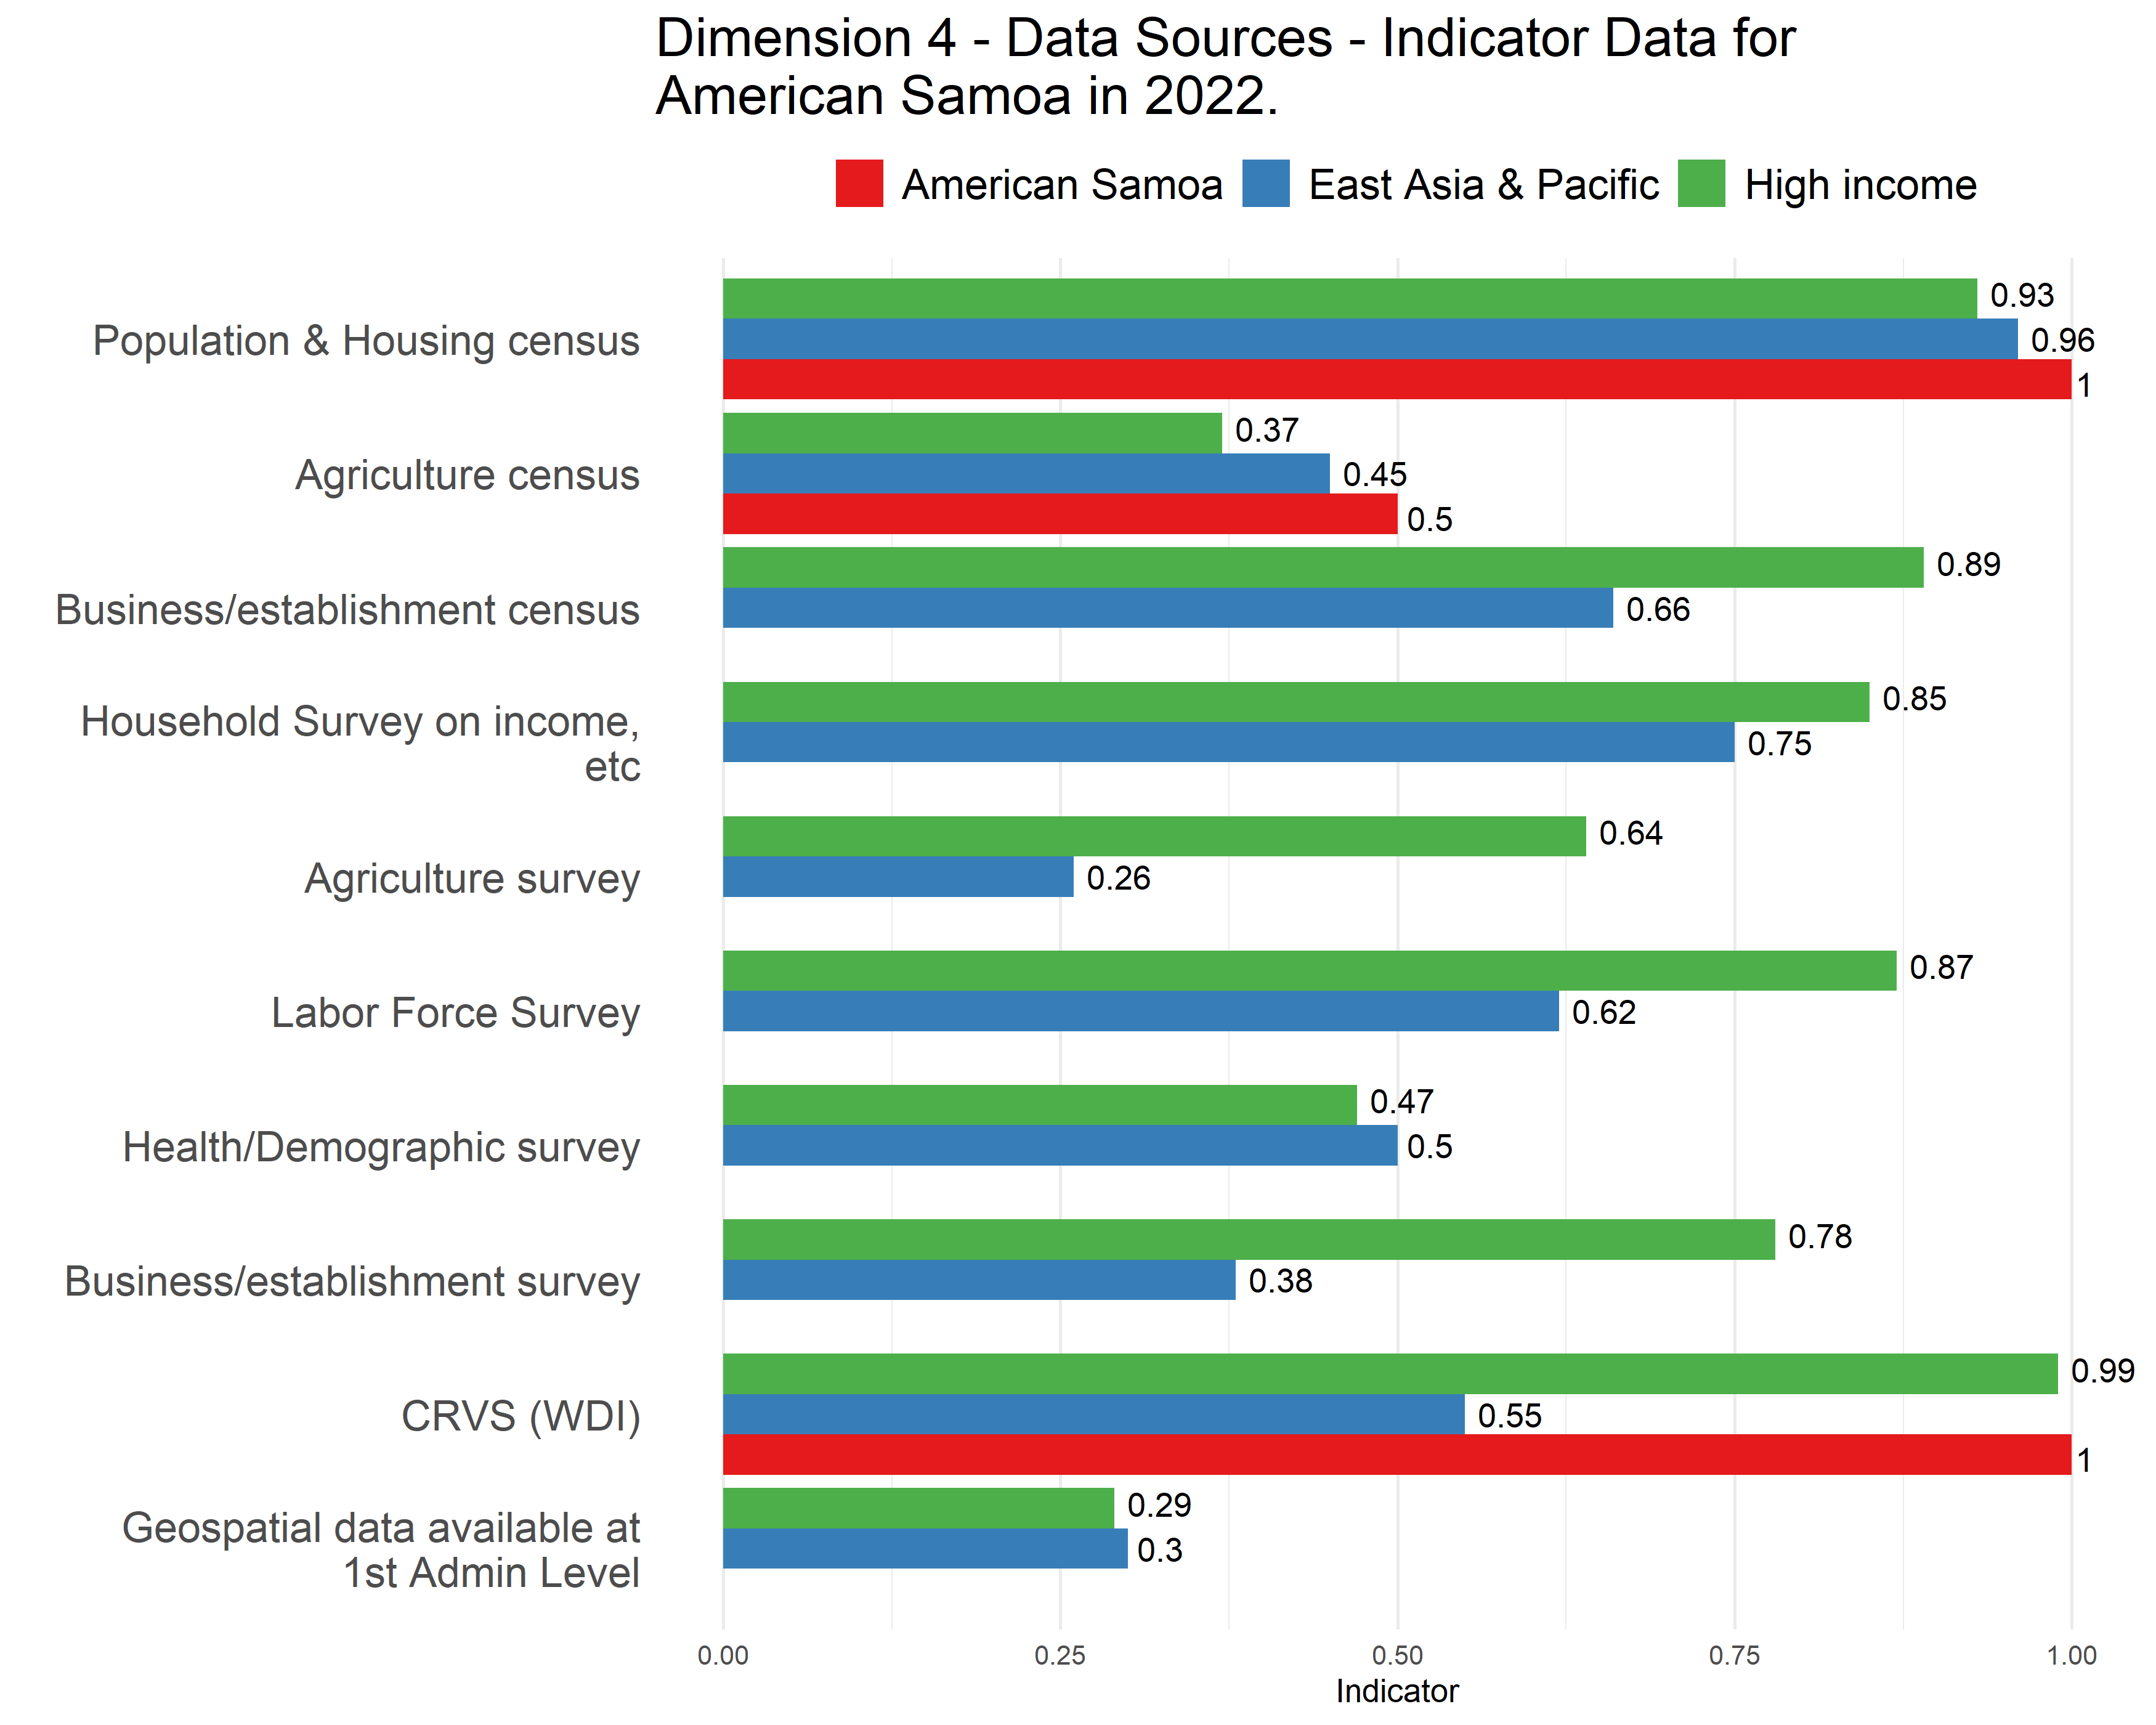 Dimension 4 - Data Sources - Indicator Data for
American Samoa in 2022.
American Samoa East Asia & Pacific High income
Population & Housing census
0.93
0.96
1
Agriculture census
0.37
0.45
0.5
Business/establishment census
0.89
0.66
Household Survey on income,
etc
0.85
0.75
Agriculture survey
0.64
0.26
Labor Force Survey
0.87
0.62
Health/Demographic survey
0.47
0.5
Business/establishment survey
0.78
0.38
CRVS (WDI)
0.99
0.55
1
Geospatial data available at
1st Admin Level
0.29
0.3
0.00 0.25 0.50 0.75 1.00
Indicator